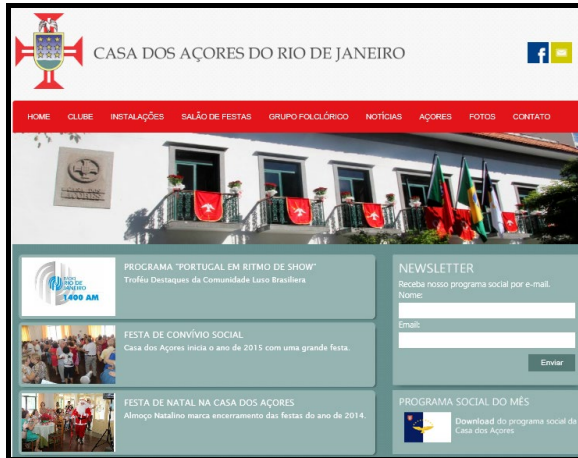 CASA DOS AÇORES DO RIO DE JANEIRO
HOME CLUBE INSTALAÇÕES SALÃO DE FESTAS GRUPO FOLCLÓRICO NOTÍCIAS AÇORES FOTOS CONTATO
CASA DOS
AÇORES
PROGRAMA "PORTUGAL EM RITMO DE SHOW"
Troféu Destaques da Comunidade Luso Brasiliera
RIO DE
JANEIRO
1400 AM
FESTA DE CONVÍVIO SOCIAL
Casa dos Açores inicia o ano de 2015 com uma grande festa.
FESTA DE NATAL NA CASA DOS AÇORES
Almoço Natalino marca encerramento das festas do ano de 2014.
NEWSLETTER
Receba nosso programa social por e-mail.
Nome:
Email:
Enviar
PROGRAMA SOCIAL DO MÊS
Download do programa social da
Casa dos Açores